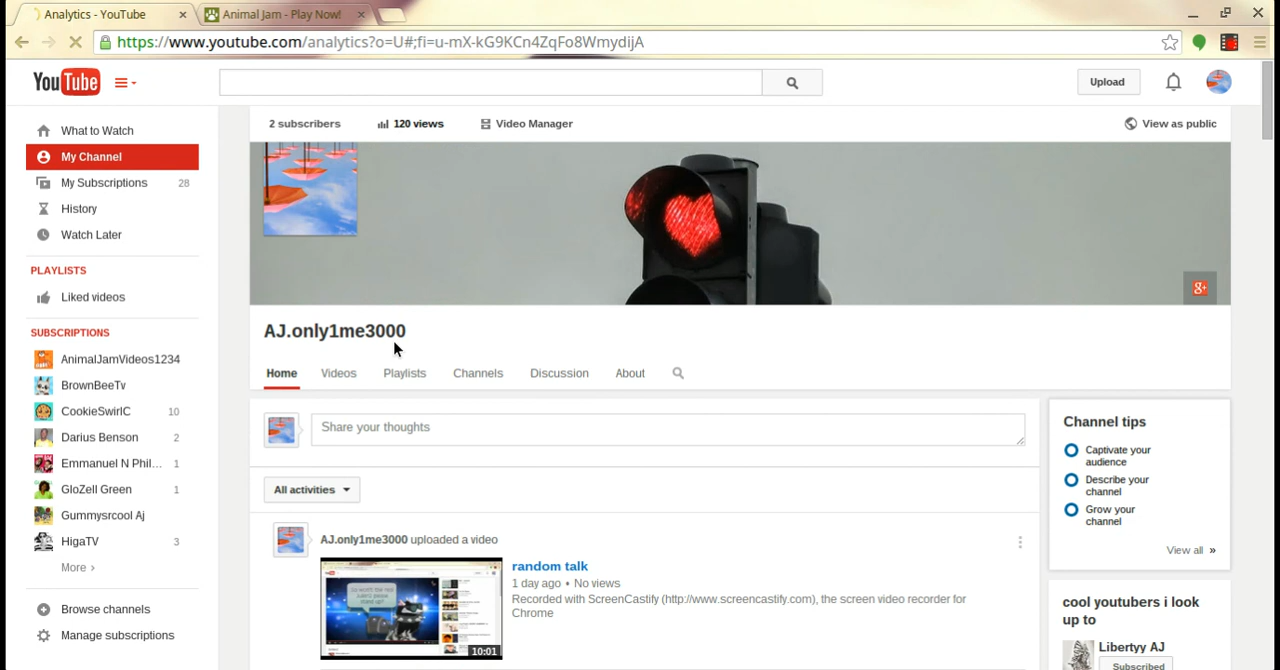 Analytics - YouTube
Animal Jam - Play Now!
https://www.youtube.com/analytics?o=U#;fi=u-mX-kG9KCn4ZqFo8WmydijA
YouTube
Upload
2 subscribers
120 views
Video Manager
View as public
What to Watch
My Channel
My Subscriptions 28
History
Watch Later
PLAYLISTS
Liked videos
SUBSCRIPTIONS
AnimalJamVideos1234
BrownBeeTv
CookieSwirlC 10
Darius Benson 2
Emmanuel N Phil... 1
GloZell Green 1
Gummysrcool Aj
HigaTV 3
More ›
Browse channels
Manage subscriptions
g+
AJ.only1me3000
Home Videos Playlists Channels Discussion About
Share your thoughts
All activities
AJ.only1me3000 uploaded a video
random talk
1 day ago • No views
Recorded with ScreenCastify (http://www.screencastify.com), the screen video recorder for
Chrome
10:01
Channel tips
Captivate your
audience
Describe your
channel
Grow your
channel
View all »
cool youtubers i look
up to
Libertyy AJ
Subscribed